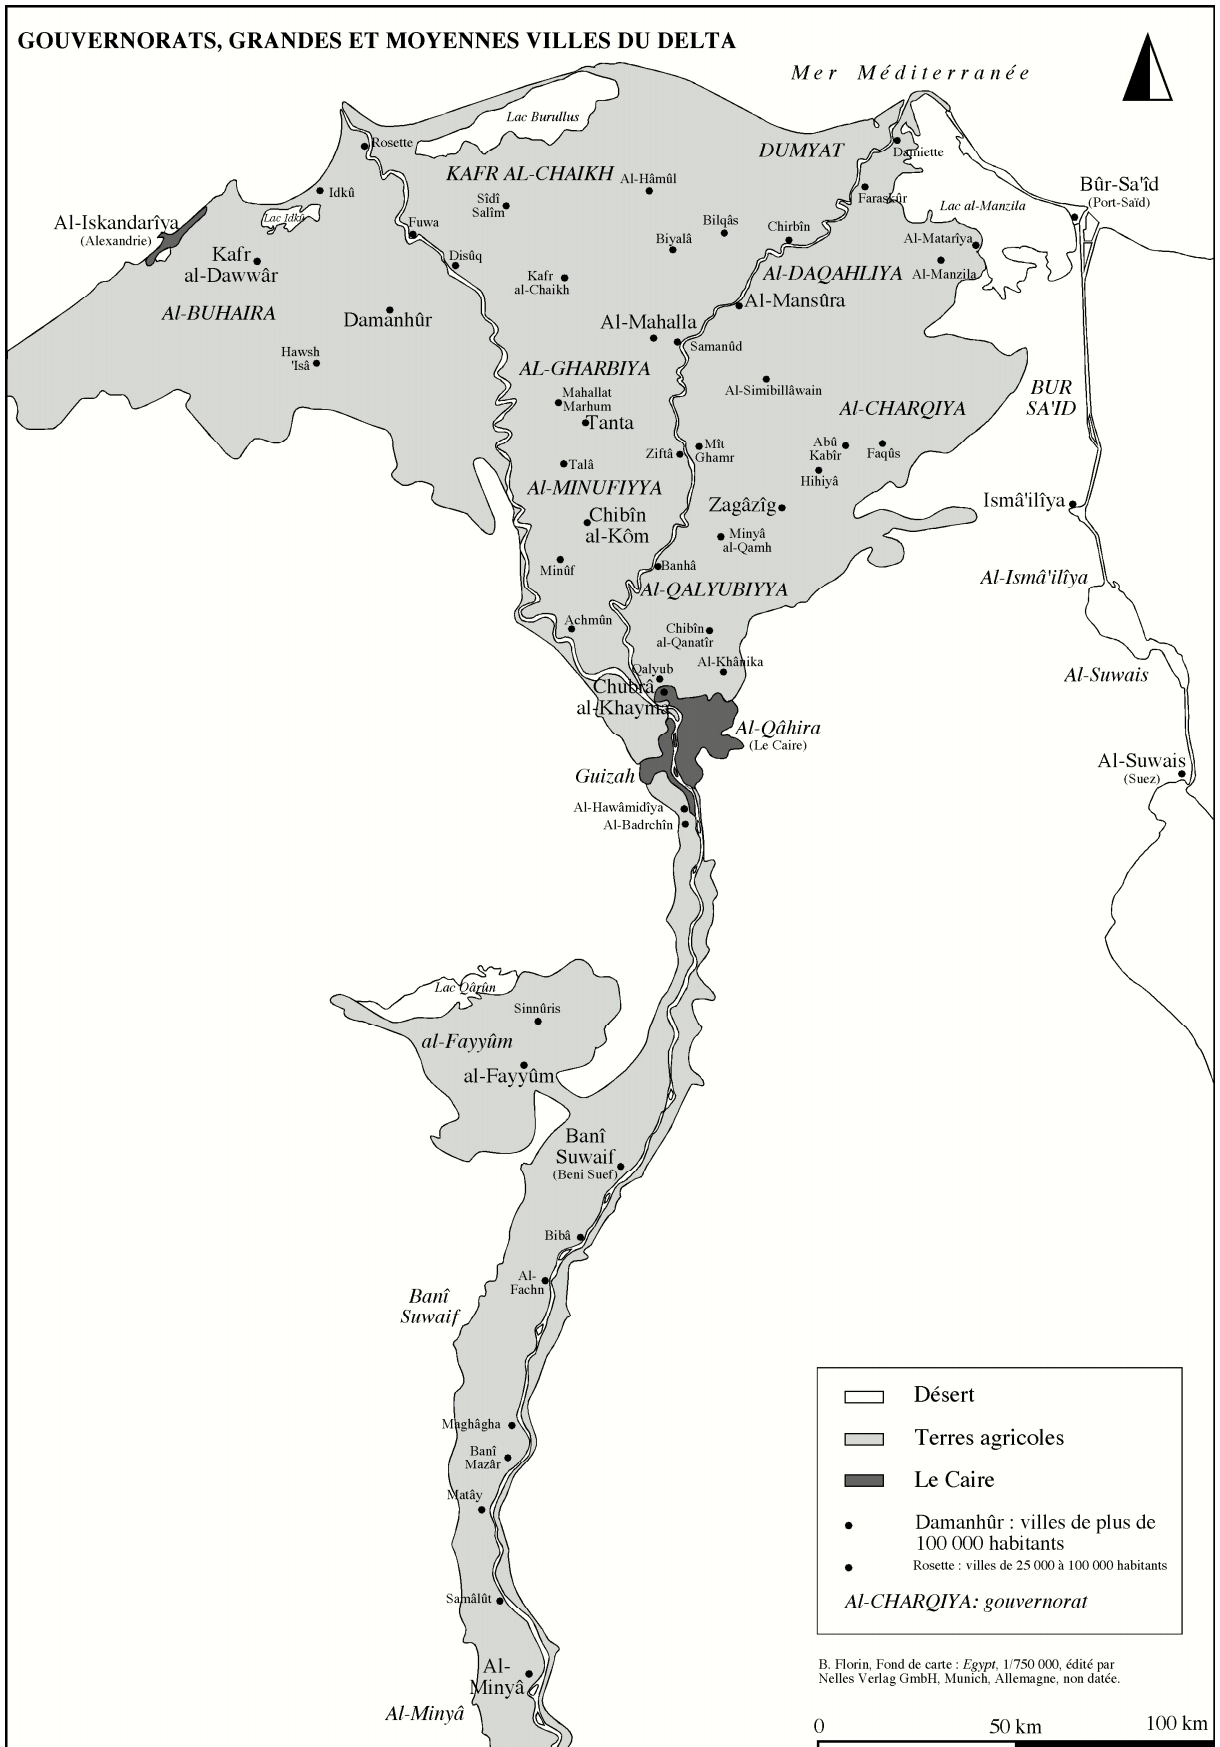 GOUVERNORATS, GRANDES ET MOYENNES VILLES DU DELTA
Mer Méditerranée
Lac Burullus
Rosette
DUMYAT
Damiette
KAFR AL-CHAIKH
Al-Hâmûl
Idkû
Sîdî
Salîm
Faraskûr
Bûr-Sa'îd
(Port-Saïd)
Lac al-Manzila
Al-Iskandarîya
(Alexandrie)
Lac Idkû
Fuwa
Bilqâs
Chirbîn
Biyalâ
Al-Matarîya
Kafr
al-Dawwâr
Disûq
Kafr
al-Chaikh
Al-DAQAHLIYA
Al-Manzila
Al-BUHAIRA
Damanhûr
Al-Mansûra
Al-Mahalla
Samanûd
Hawsh
'Isâ
AL-GHARBIYA
Mahallat
Marhum
Tanta
Al-Simibillâwain
BUR
SA'ID
Al-CHARQIYA
Abû
Kabîr
Faqûs
Ziftâ
Mît
Ghamr
Talâ
Hihiyâ
Al-MINUFIYYA
Zagâzîg
Ismâ'ilîya
Chibîn
al-Kôm
Minyâ
al-Qamh
Minûf
Banhâ
Al-Ismâ'ilîya
Al-QALYUBIYYA
Achmûn
Chibîn
al-Qanatîr
Al-Khânika
Qalyub
Al-Suwais
Chubrâ
al-Khayma
Al-Qâhira
(Le Caire)
Guizah
Al-Suwais
(Suez)
Al-Hawâmidîya
Al-Badrchîn
Lac Qârûn
Sinnûris
al-Fayyûm
al-Fayyûm
Banî
Suwaif
(Beni Suef)
Bibâ
Al-
Fachn
Banî
Suwaif
Maghâgha
Banî
Mazâr
Matây
Samâlût
Al-
Minyâ
Al-Minyâ
Désert
Terres agricoles
Le Caire
Damanhûr : villes de plus de
100 000 habitants
Rosette : villes de 25 000 à 100 000 habitants
Al-CHARQIYA: gouvernorat
B. Florin, Fond de carte : Egypt, 1/750 000, édité par
Nelles Verlag GmbH, Munich, Allemagne, non datée.
0 50 km 100 km